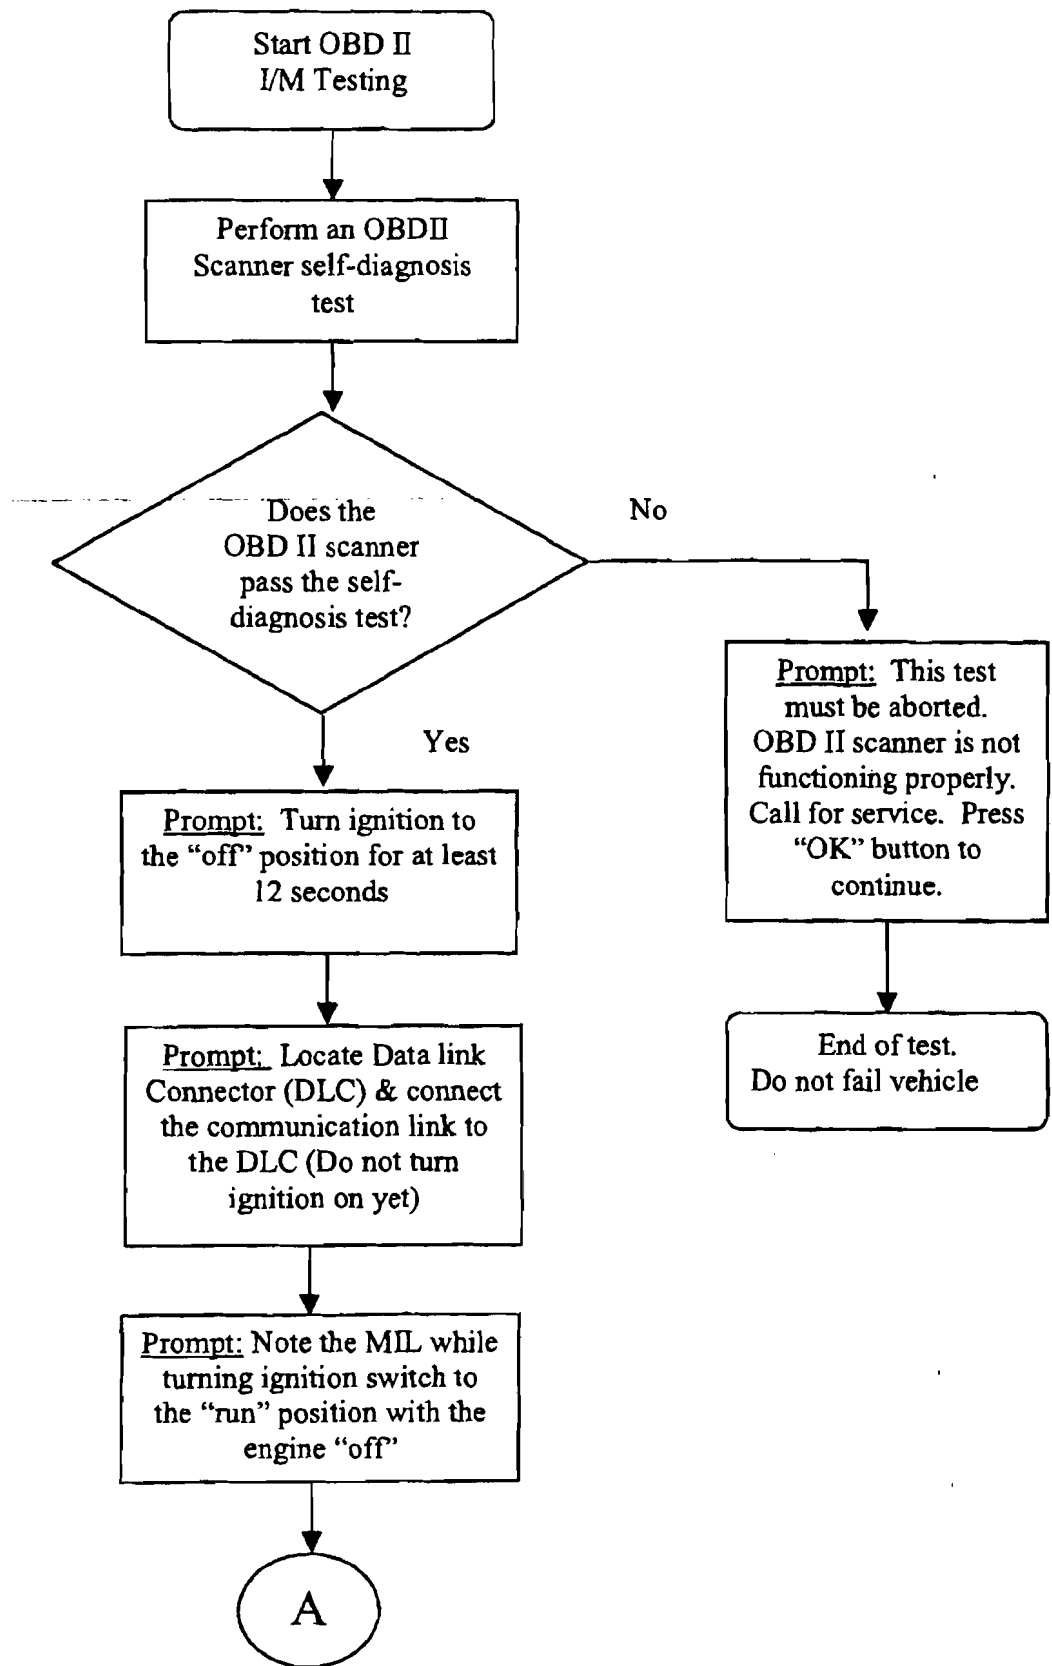 Start OBD II
I/M Testing
Perform an OBDII
Scanner self-diagnosis
test
Does the
OBD II scanner
pass the self-
diagnosis test?
No
Yes
Prompt: This test
must be aborted.
OBD II scanner is not
functioning properly.
Call for service. Press
“OK” button to
continue.
End of test.
Do not fail vehicle
Prompt: Turn ignition to
the “off” position for at least
12 seconds
Prompt: Locate Data link
Connector (DLC) & connect
the communication link to
the DLC (Do not turn
ignition on yet)
Prompt: Note the MIL while
turning ignition switch to
the “run” position with the
engine “off”
A